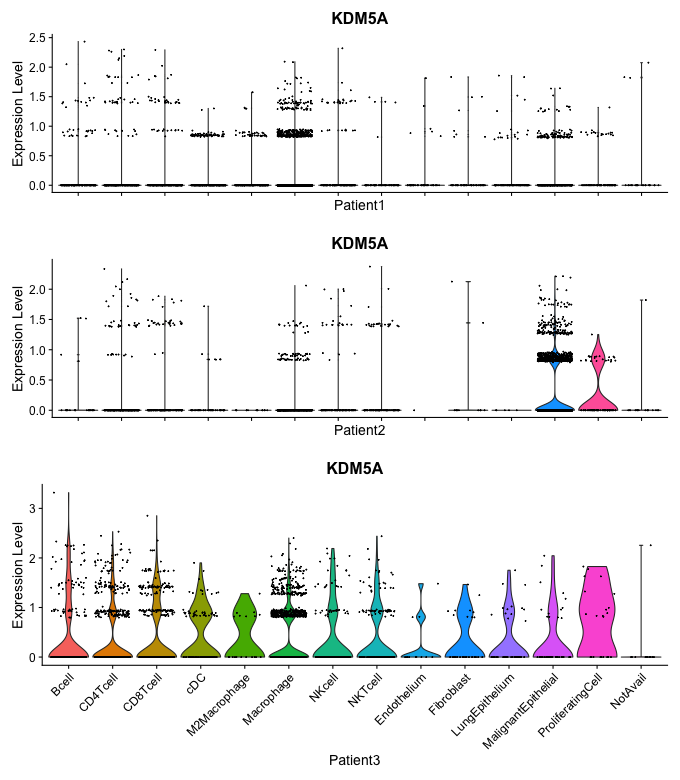 KDM5A
Expression Level
2.5
2.0
1.5
1.0
0.5
0.0
Patient1
KDM5A
Expression Level
2.0
1.5
1.0
0.5
0.0
Patient2
KDM5A
Expression Level
3
2
1
0
Bcell
CD4Tcell
CD8Tcell
cDC
M2Macrophage
Macrophage
NKcell
NKTcell
Endothelium
Fibroblast
LungEpithelium
MalignantEpithelial
ProliferatingCell
NotAvail
Patient3